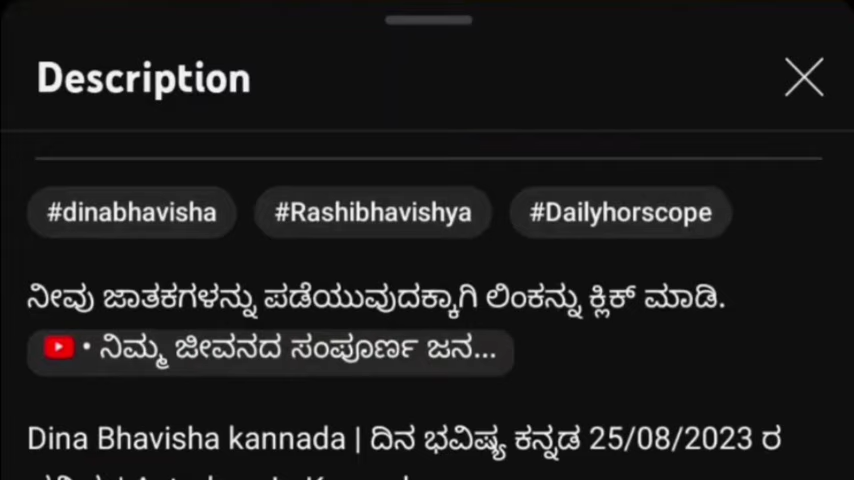 Description
#dinabhavisha #Rashibhavishya #Dailyhorscope
ನೀವು ಜಾತಕಗಳನ್ನು ಪಡೆಯುವುದಕ್ಕಾಗಿ ಲಿಂಕನ್ನು ಕ್ಲಿಕ್ ಮಾಡಿ.
• ನಿಮ್ಮ ಜೀವನದ ಸಂಪೂರ್ಣ ಜನ...
Dina Bhavisha kannada | ದಿನ ಭವಿಷ್ಯ ಕನ್ನಡ 25/08/2023 ರ